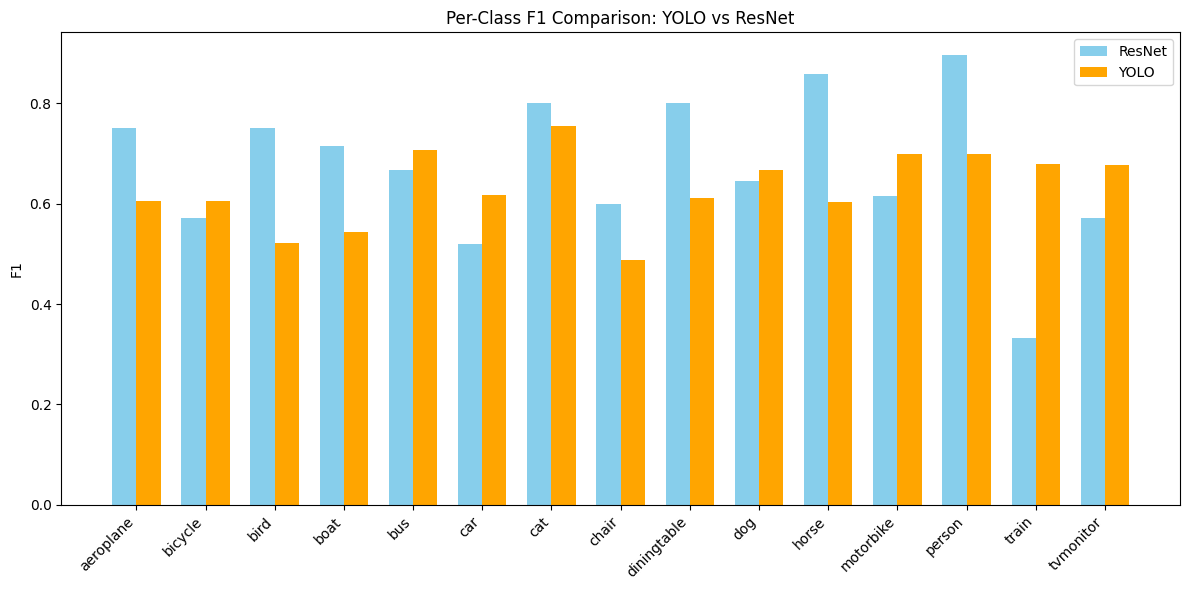 Per-Class F1 Comparison: YOLO vs ResNet
ResNet
YOLO
F1
0.8
0.6
0.4
0.2
0.0
aeroplane
bicycle
bird
boat
bus
car
cat
chair
diningtable
dog
horse
motorbike
person
train
tvmonitor